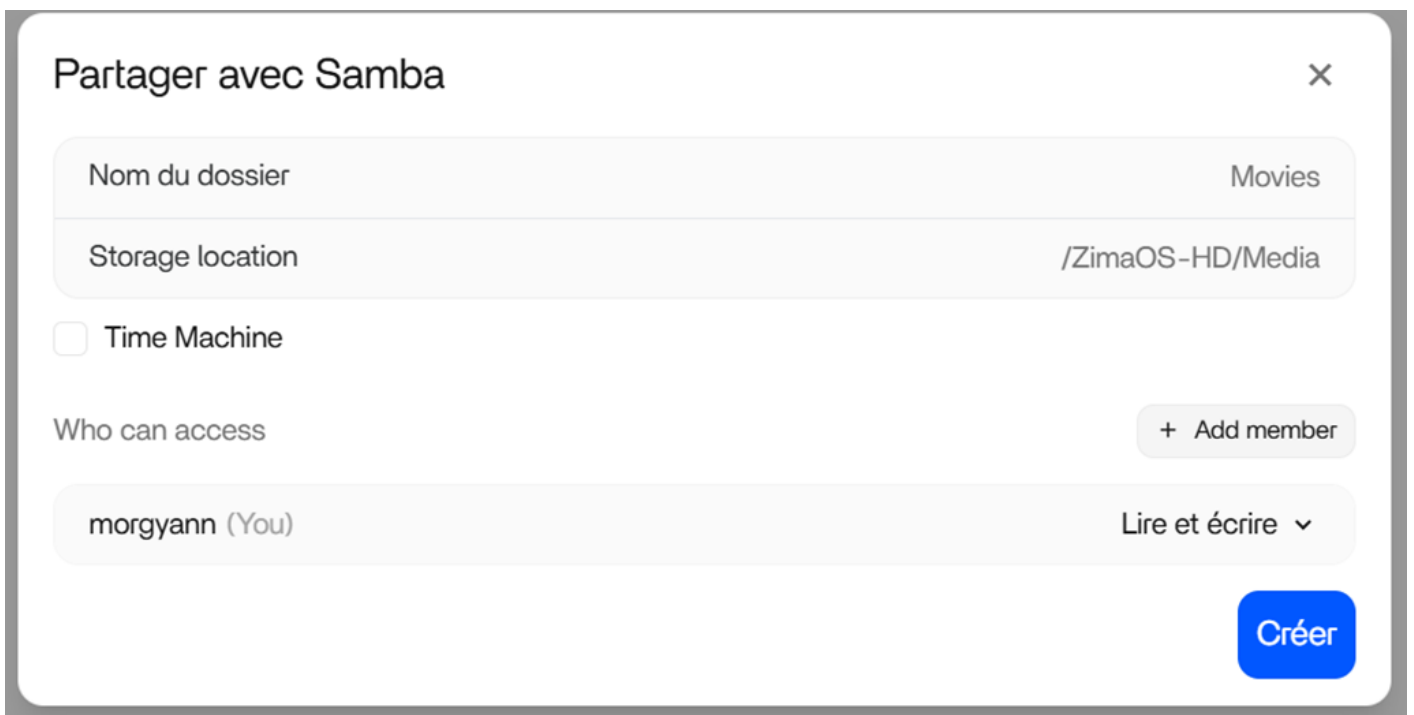 Partager avec Samba
Nom du dossier Movies
Storage location /ZimaOS-HD/Media
Time Machine
Who can access + Add member
morgyann (You) Lire et écrire
Créer